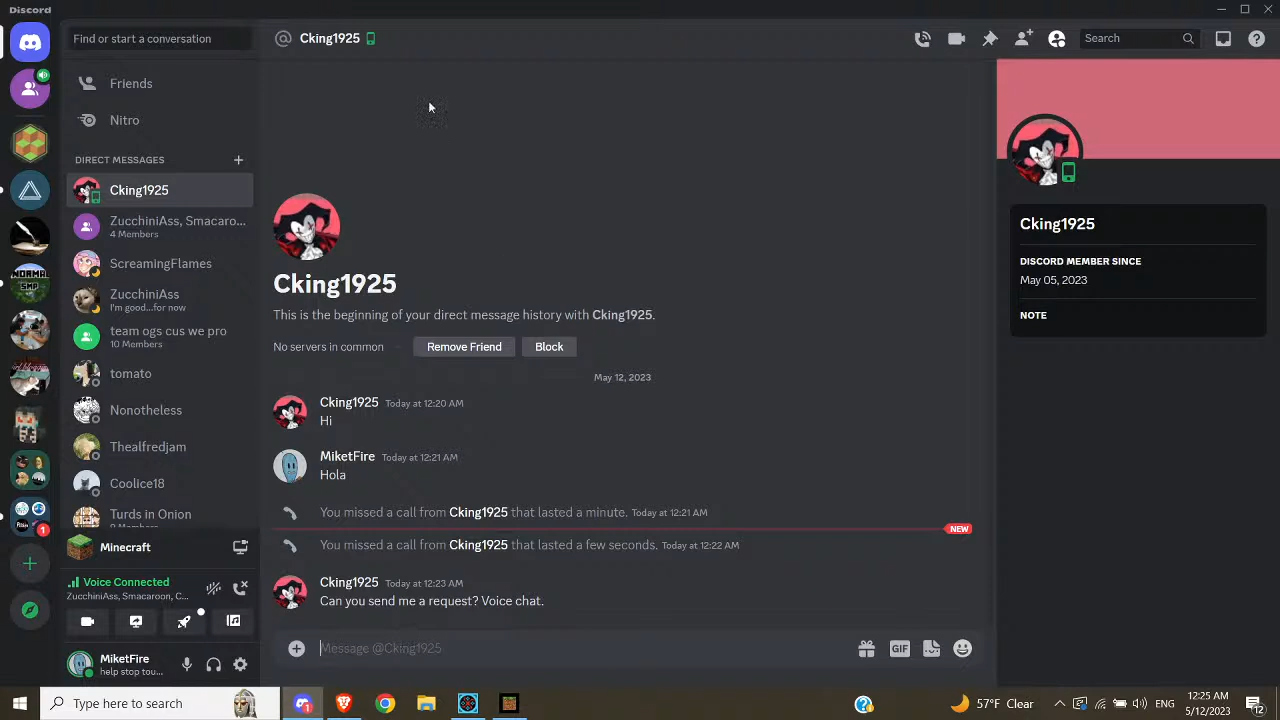 Discord
Find or start a conversation
Cking1925
Search
Friends
Nitro
DIRECT MESSAGES
Cking1925
ZucchiniAss, Smacaro...
4 Members
ScreamingFlames
ZucchiniAss
I'm good...for now
team ogs cus we pro
10 Members
tomato
Nonotheless
Thealfredjam
Coolice18
Turds in Onion
Minecraft
Voice Connected
ZucchiniAss, Smacaroon, C...
MiketFire
help stop tou...
NORMAL
SMP
1
Cking1925
This is the beginning of your direct message history with Cking1925.
No servers in common
Remove Friend
Block
May 12, 2023
Cking1925 Today at 12:20 AM
Hi
MiketFire Today at 12:21 AM
Hola
You missed a call from Cking1925 that lasted a minute. Today at 12:21 AM
NEW
You missed a call from Cking1925 that lasted a few seconds. Today at 12:22 AM
Cking1925 Today at 12:23 AM
Can you send me a request? Voice chat.
Message @Cking1925
GIF
Cking1925
DISCORD MEMBER SINCE
May 05, 2023
NOTE
Type here to search
1
57°F Clear
ENG
12:25 AM
5/12/2023
12